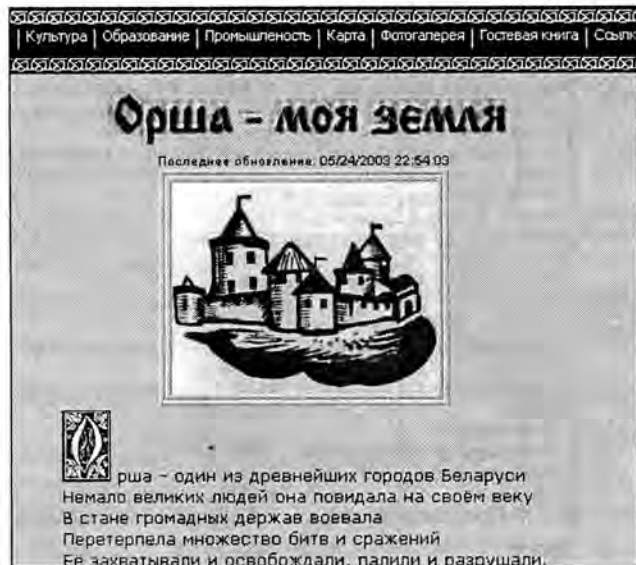 | Культура | Образование | Промышленость | Карта | Фотогалерея | Гостевая книга | Ссылк
Орша - моя земля
Последнее обновление: 05/24/2003 22:54:03
Орша - один из древнейших городов Беларуси
Немало великих людей она повидала на своём веку
В стане громадных держав воевала
Перетерпела множество битв и сражений
Её захватывали и освобождали, палили и разрушали,